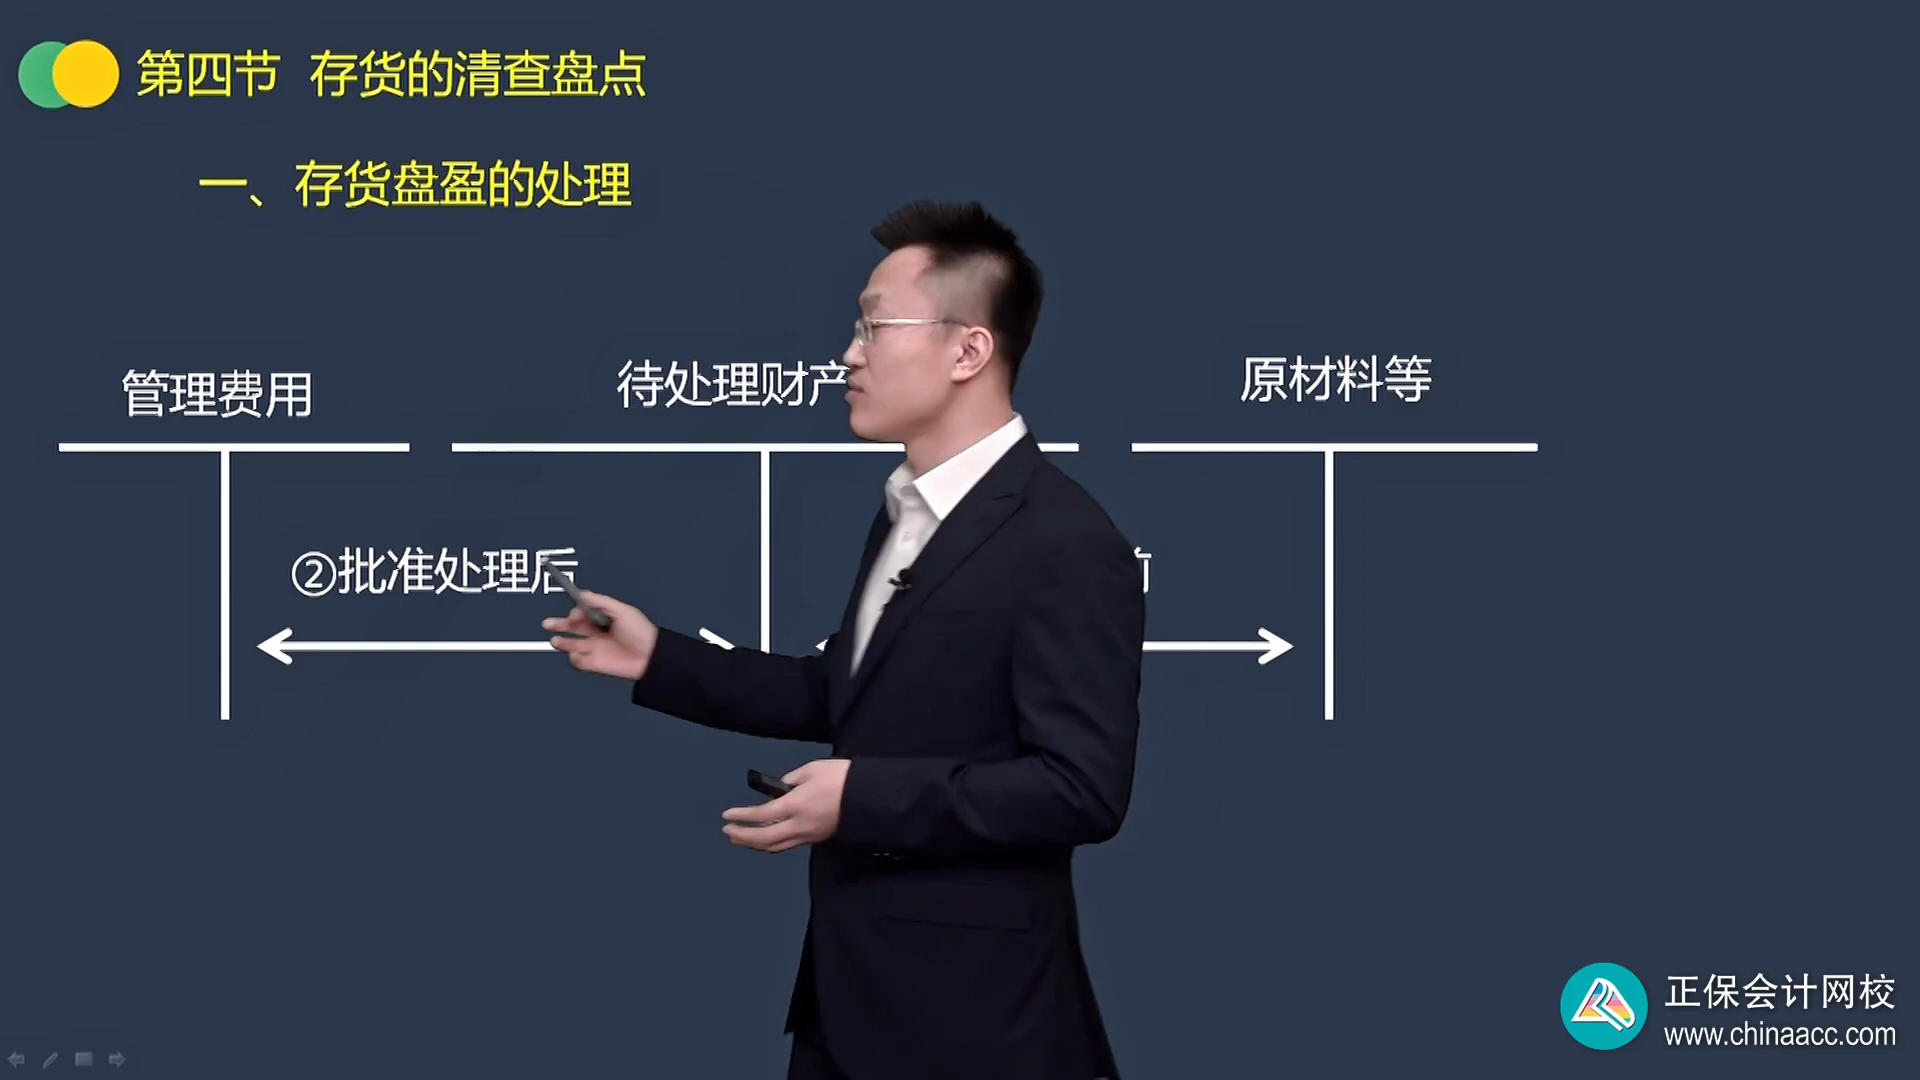 第四节 存货的清查盘点
一、存货盘盈的处理
管理费用
待处理财产
原材料等
②批准处理后
正保会计网校
www.chinaacc.com